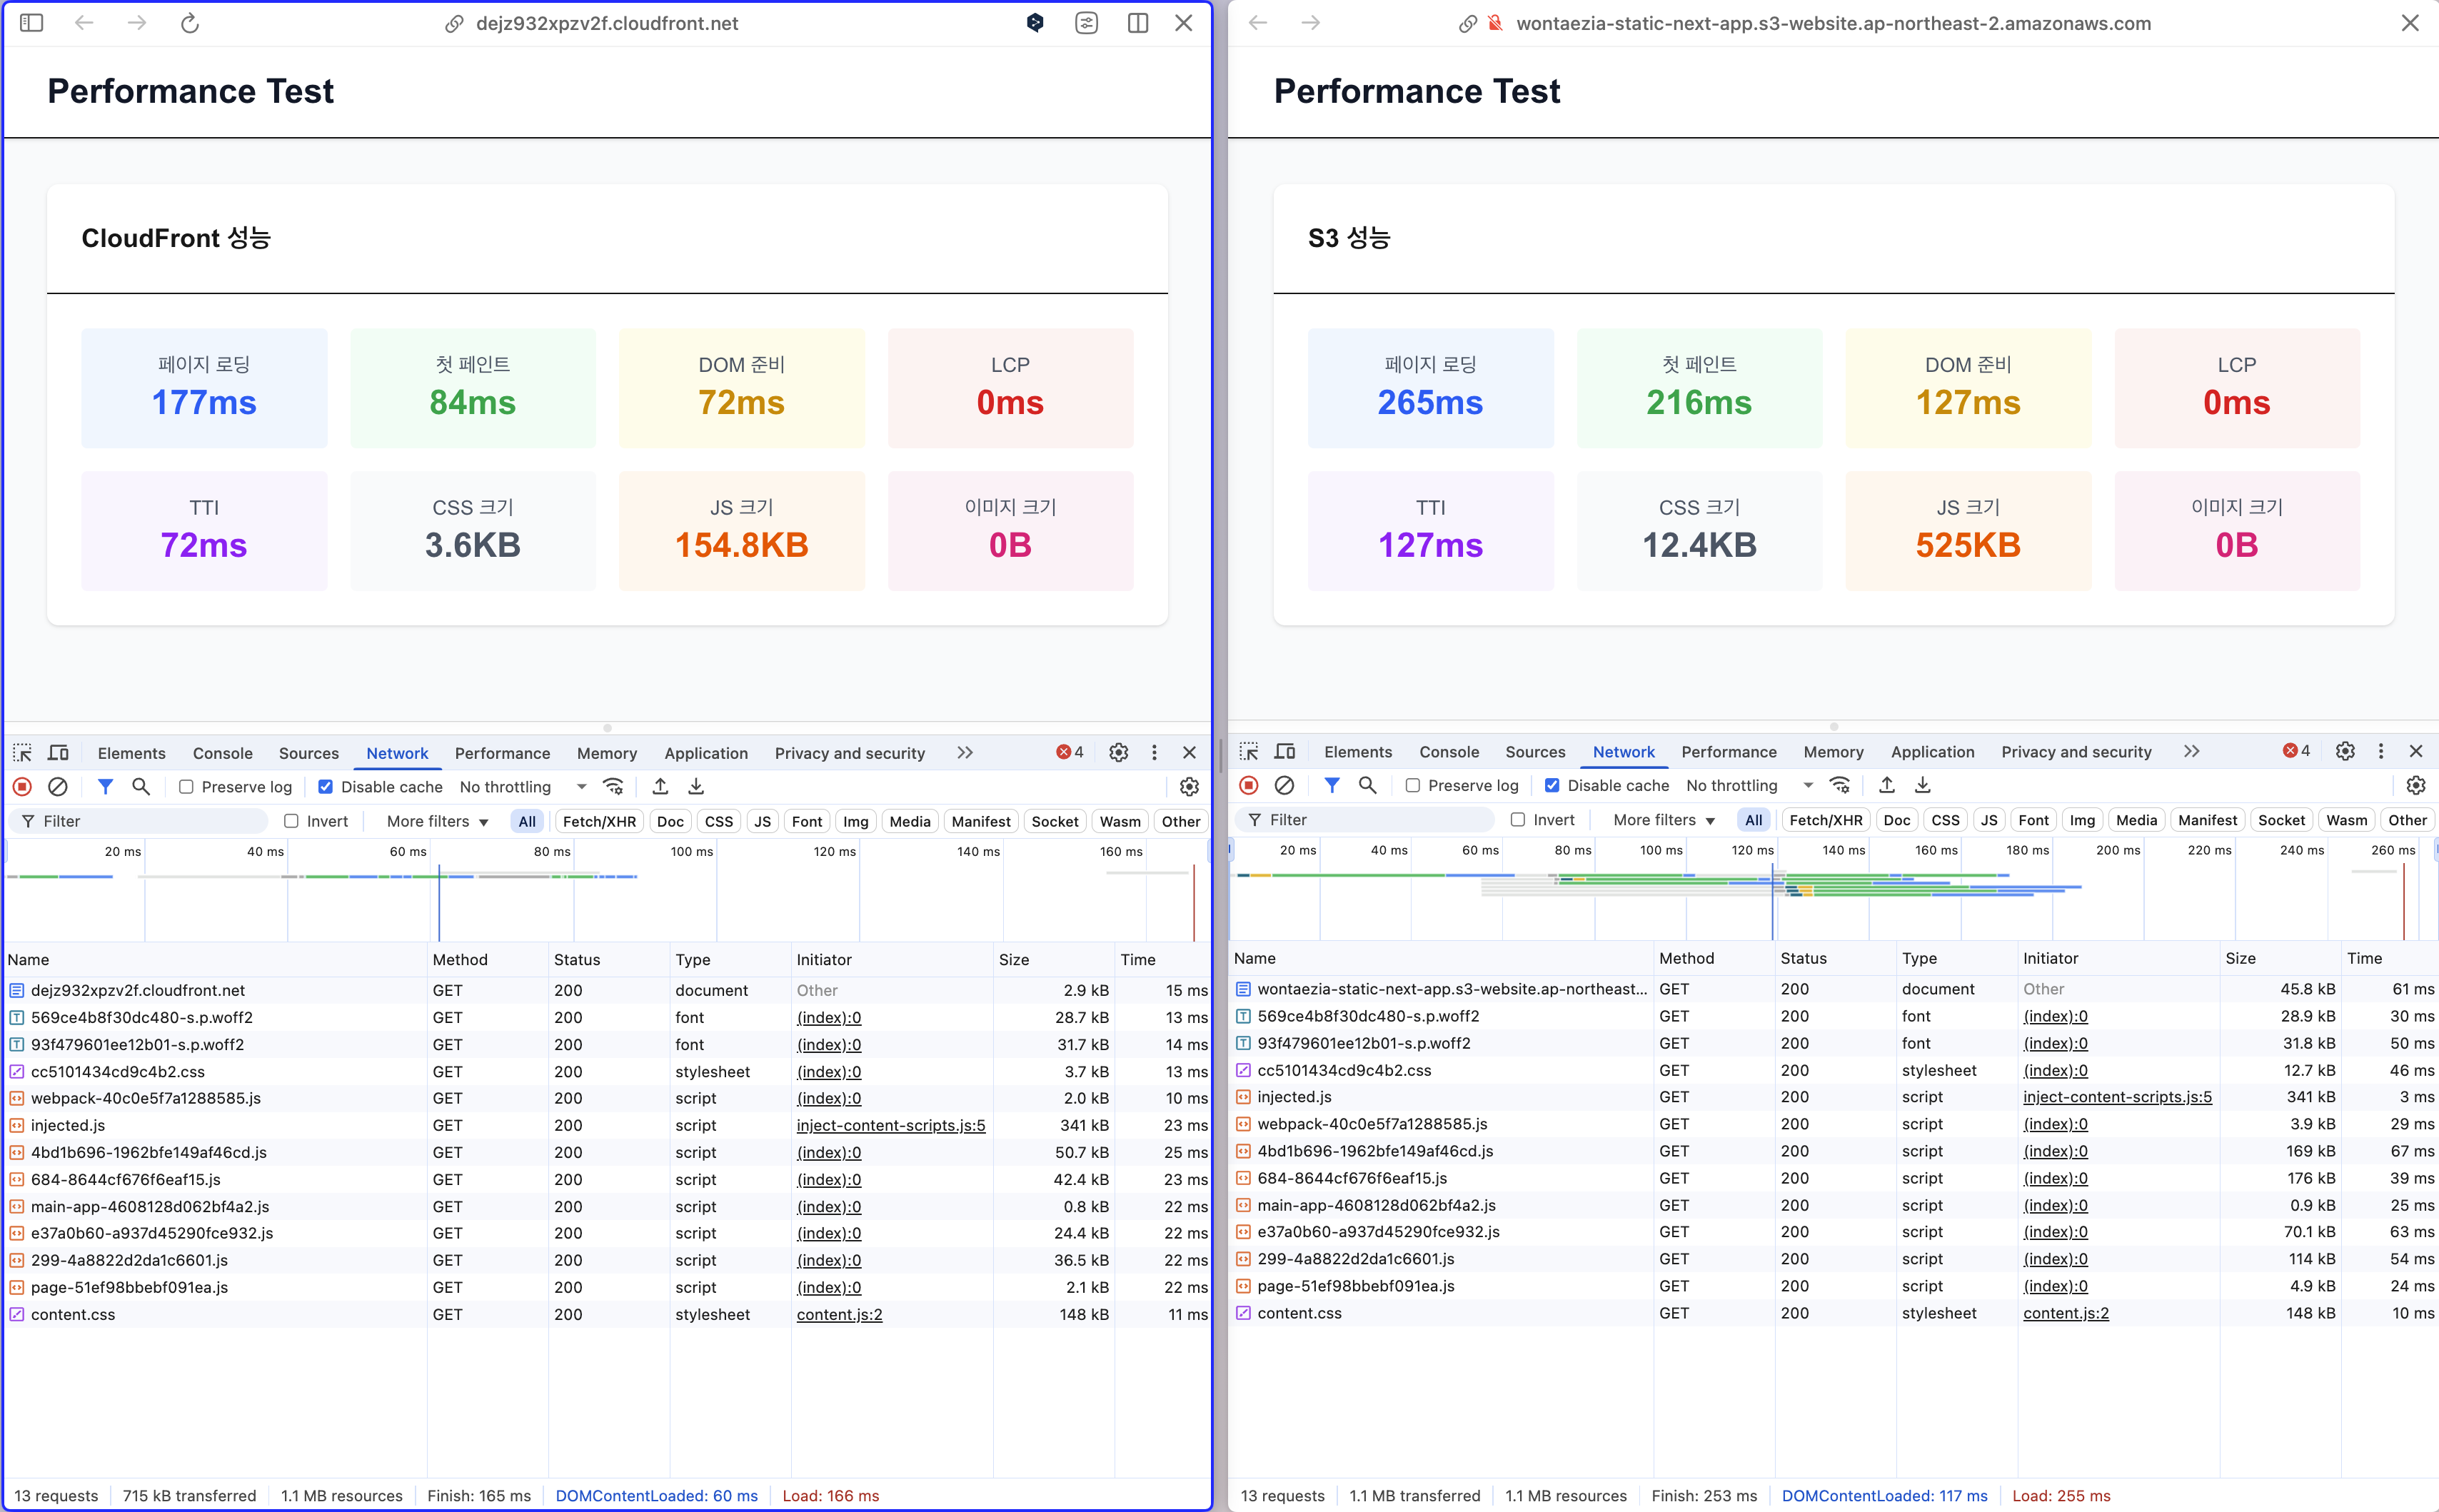 dejz932xpzv2f.cloudfront.net
Performance Test
CloudFront 성능
페이지 로딩
177ms
첫 페인트
84ms
DOM 준비
72ms
LCP
0ms
TTI
72ms
CSS 크기
3.6KB
JS 크기
154.8KB
이미지 크기
0B
Elements Console Sources Network Performance Memory Application Privacy and security 4
Preserve log Disable cache No throttling
Filter Invert More filters All Fetch/XHR Doc CSS JS Font Img Media Manifest Socket Wasm Other
20 ms 40 ms 60 ms 80 ms 100 ms 120 ms 140 ms 160 ms
Name Method Status Type Initiator Size Time
dejz932xpzv2f.cloudfront.net GET 200 document Other 2.9 kB 15 ms
569ce4b8f30dc480-s.p.woff2 GET 200 font (index):0 28.7 kB 13 ms
93f479601ee12b01-s.p.woff2 GET 200 font (index):0 31.7 kB 14 ms
cc5101434cd9c4b2.css GET 200 stylesheet (index):0 3.7 kB 13 ms
webpack-40c0e5f7a1288585.js GET 200 script (index):0 2.0 kB 10 ms
injected.js GET 200 script inject-content-scripts.js:5 341 kB 23 ms
4bd1b696-1962bfe149af46cd.js GET 200 script (index):0 50.7 kB 25 ms
684-8644cf676f6eaf15.js GET 200 script (index):0 42.4 kB 23 ms
main-app-4608128d062bf4a2.js GET 200 script (index):0 0.8 kB 22 ms
e37a0b60-a937d45290fce932.js GET 200 script (index):0 24.4 kB 22 ms
299-4a8822d2da1c6601.js GET 200 script (index):0 36.5 kB 22 ms
page-51ef98bbebf091ea.js GET 200 script (index):0 2.1 kB 22 ms
content.css GET 200 stylesheet content.js:2 148 kB 11 ms
13 requests 715 kB transferred 1.1 MB resources Finish: 165 ms DOMContentLoaded: 60 ms Load: 166 ms
wontaezia-static-next-app.s3-website.ap-northeast-2.amazonaws.com
Performance Test
S3 성능
페이지 로딩
265ms
첫 페인트
216ms
DOM 준비
127ms
LCP
0ms
TTI
127ms
CSS 크기
12.4KB
JS 크기
525KB
이미지 크기
0B
Elements Console Sources Network Performance Memory Application Privacy and security 4
Preserve log Disable cache No throttling
Filter Invert More filters All Fetch/XHR Doc CSS JS Font Img Media Manifest Socket Wasm Other
20 ms 40 ms 60 ms 80 ms 100 ms 120 ms 140 ms 160 ms 180 ms 200 ms 220 ms 240 ms 260 ms
Name Method Status Type Initiator Size Time
wontaezia-static-next-app.s3-website.ap-northeast... GET 200 document Other 45.8 kB 61 ms
569ce4b8f30dc480-s.p.woff2 GET 200 font (index):0 28.9 kB 30 ms
93f479601ee12b01-s.p.woff2 GET 200 font (index):0 31.8 kB 50 ms
cc5101434cd9c4b2.css GET 200 stylesheet (index):0 12.7 kB 46 ms
injected.js GET 200 script inject-content-scripts.js:5 341 kB 3 ms
webpack-40c0e5f7a1288585.js GET 200 script (index):0 3.9 kB 29 ms
4bd1b696-1962bfe149af46cd.js GET 200 script (index):0 169 kB 67 ms
684-8644cf676f6eaf15.js GET 200 script (index):0 176 kB 39 ms
main-app-4608128d062bf4a2.js GET 200 script (index):0 0.9 kB 25 ms
e37a0b60-a937d45290fce932.js GET 200 script (index):0 70.1 kB 63 ms
299-4a8822d2da1c6601.js GET 200 script (index):0 114 kB 54 ms
page-51ef98bbebf091ea.js GET 200 script (index):0 4.9 kB 24 ms
content.css GET 200 stylesheet content.js:2 148 kB 10 ms
13 requests 1.1 MB transferred 1.1 MB resources Finish: 253 ms DOMContentLoaded: 117 ms Load: 255 ms